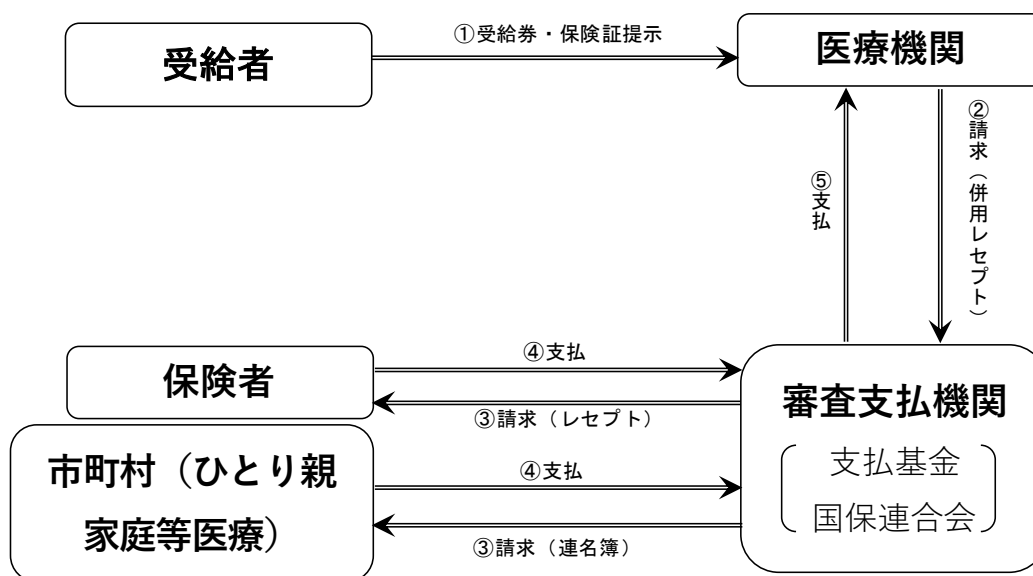 受給者
①受給券・保険証提示
医療機関
②請求（併用レセプト）
⑤支払
保険者
④支払
③請求（レセプト）
審査支払機関
支払基金
国保連合会
市町村（ひとり親
家庭等医療）
④支払
③請求（連名簿）